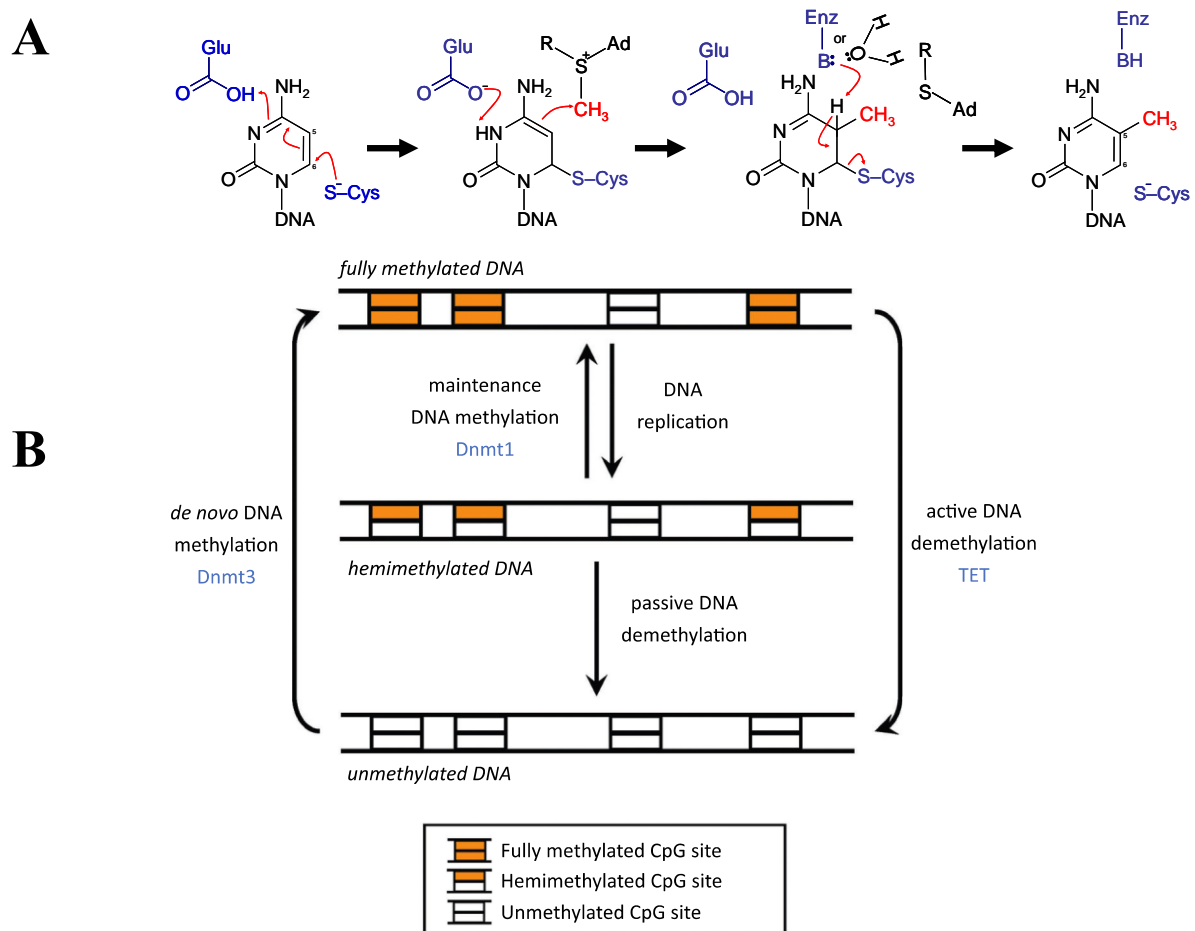 A
Glu
O
OH
NH₂
N
5
6
O
N
S⁻–Cys
DNA
Glu
O
O⁻
R
Ad
S⁺
CH₃
NH₂
HN
O
N
S–Cys
DNA
Glu
O
OH
Enz
or
B:
:O
H
H
R
S
Ad
H₂N
H
CH₃
N
O
N
S–Cys
DNA
Enz
BH
H₂N
CH₃
N
5
6
O
N
S⁻–Cys
DNA
B
fully methylated DNA
maintenance
DNA methylation
Dnmt1
DNA
replication
de novo DNA
methylation
Dnmt3
active DNA
demethylation
TET
hemimethylated DNA
passive DNA
demethylation
unmethylated DNA
Fully methylated CpG site
Hemimethylated CpG site
Unmethylated CpG site